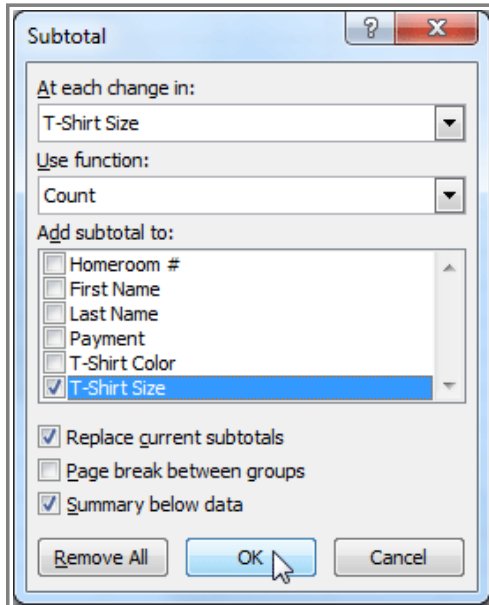 Subtotal
?
X
At each change in:
T-Shirt Size
Use function:
Count
Add subtotal to:
Homeroom #
First Name
Last Name
Payment
T-Shirt Color
T-Shirt Size
Replace current subtotals
Page break between groups
Summary below data
Remove All OK Cancel